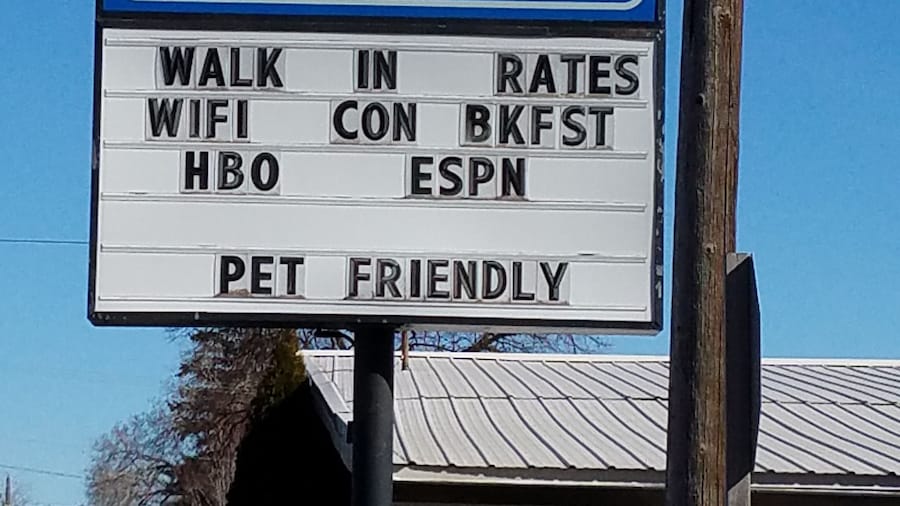 WALK IN RATES
WIFI CON BKFST
HBO ESPN
PET FRIENDLY